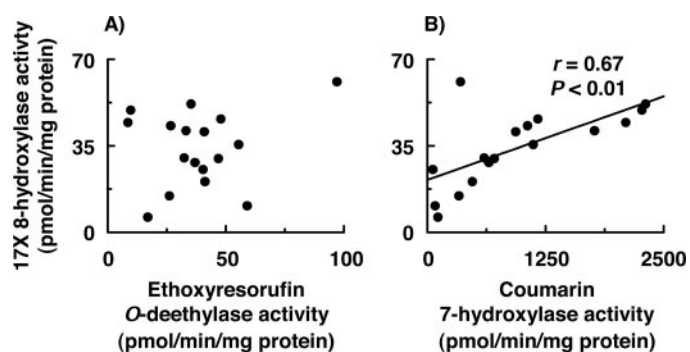 A)
17X 8-hydroxylase activty
(pmol/min/mg protein)
70
35
0
0
50
100
Ethoxyresorufin
O-deethylase activity
(pmol/min/mg protein)
B)
r = 0.67
P < 0.01
70
35
0
0
1250
2500
Coumarin
7-hydroxylase activity
(pmol/min/mg protein)